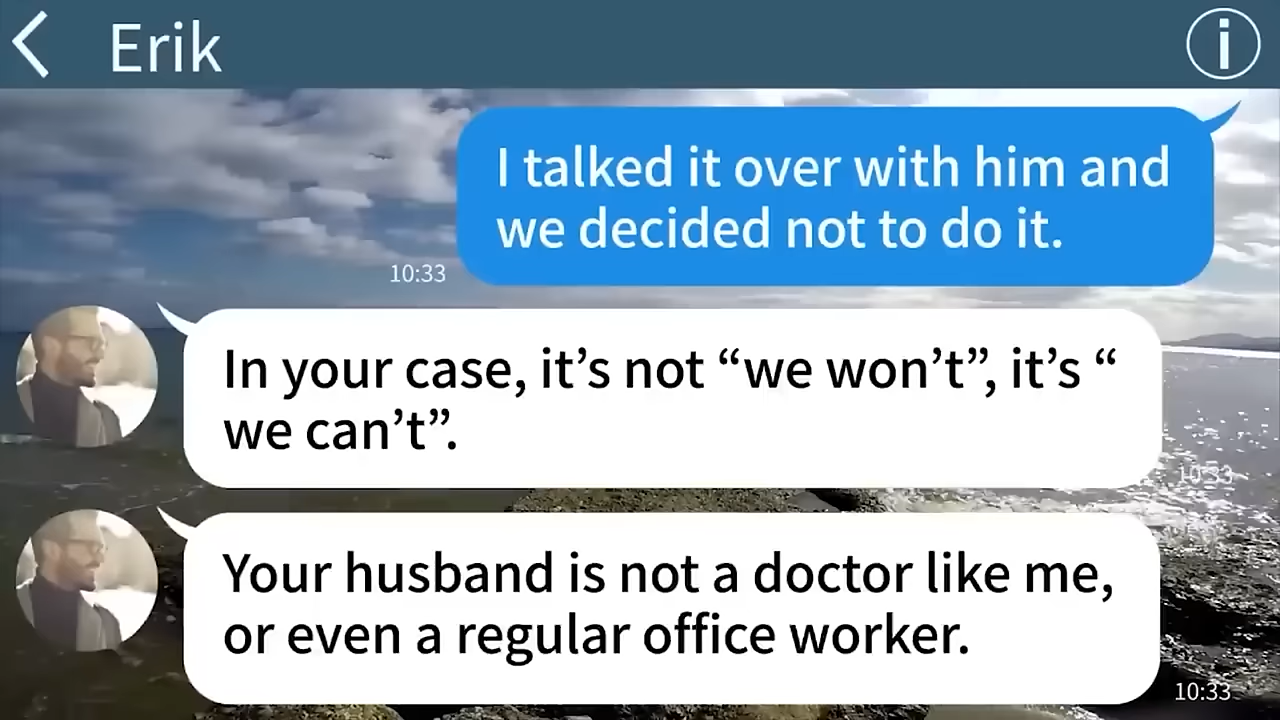 Erik
I talked it over with him and
we decided not to do it.
10:33
In your case, it’s not “we won’t”, it’s “
we can’t”.
10:33
Your husband is not a doctor like me,
or even a regular office worker.
10:33